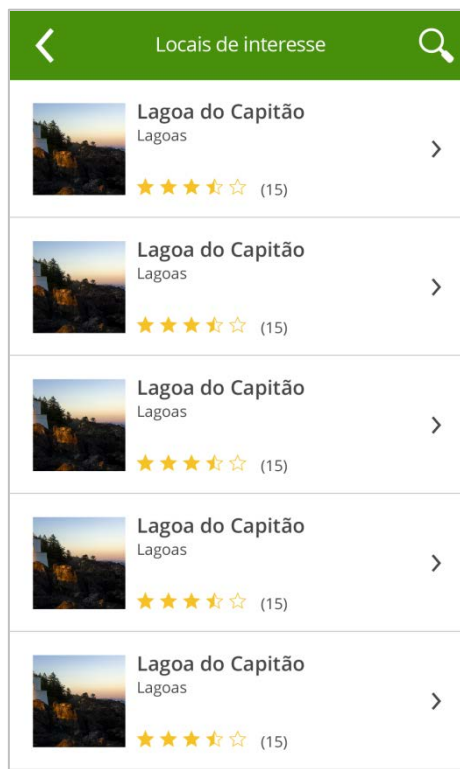 Locais de interesse
Lagoa do Capitão
Lagoas
(15)
Lagoa do Capitão
Lagoas
(15)
Lagoa do Capitão
Lagoas
(15)
Lagoa do Capitão
Lagoas
(15)
Lagoa do Capitão
Lagoas
(15)